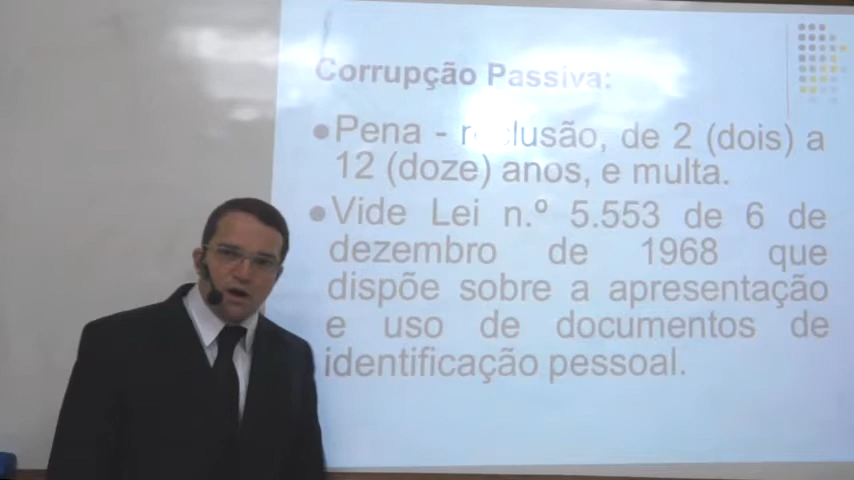 Corrupção Passiva:
Pena - reclusão, de 2 (dois) a
12 (doze) anos, e multa.
Vide Lei n.º 5.553 de 6 de
dezembro de 1968 que
dispõe sobre a apresentação
e uso de documentos de
identificação pessoal.